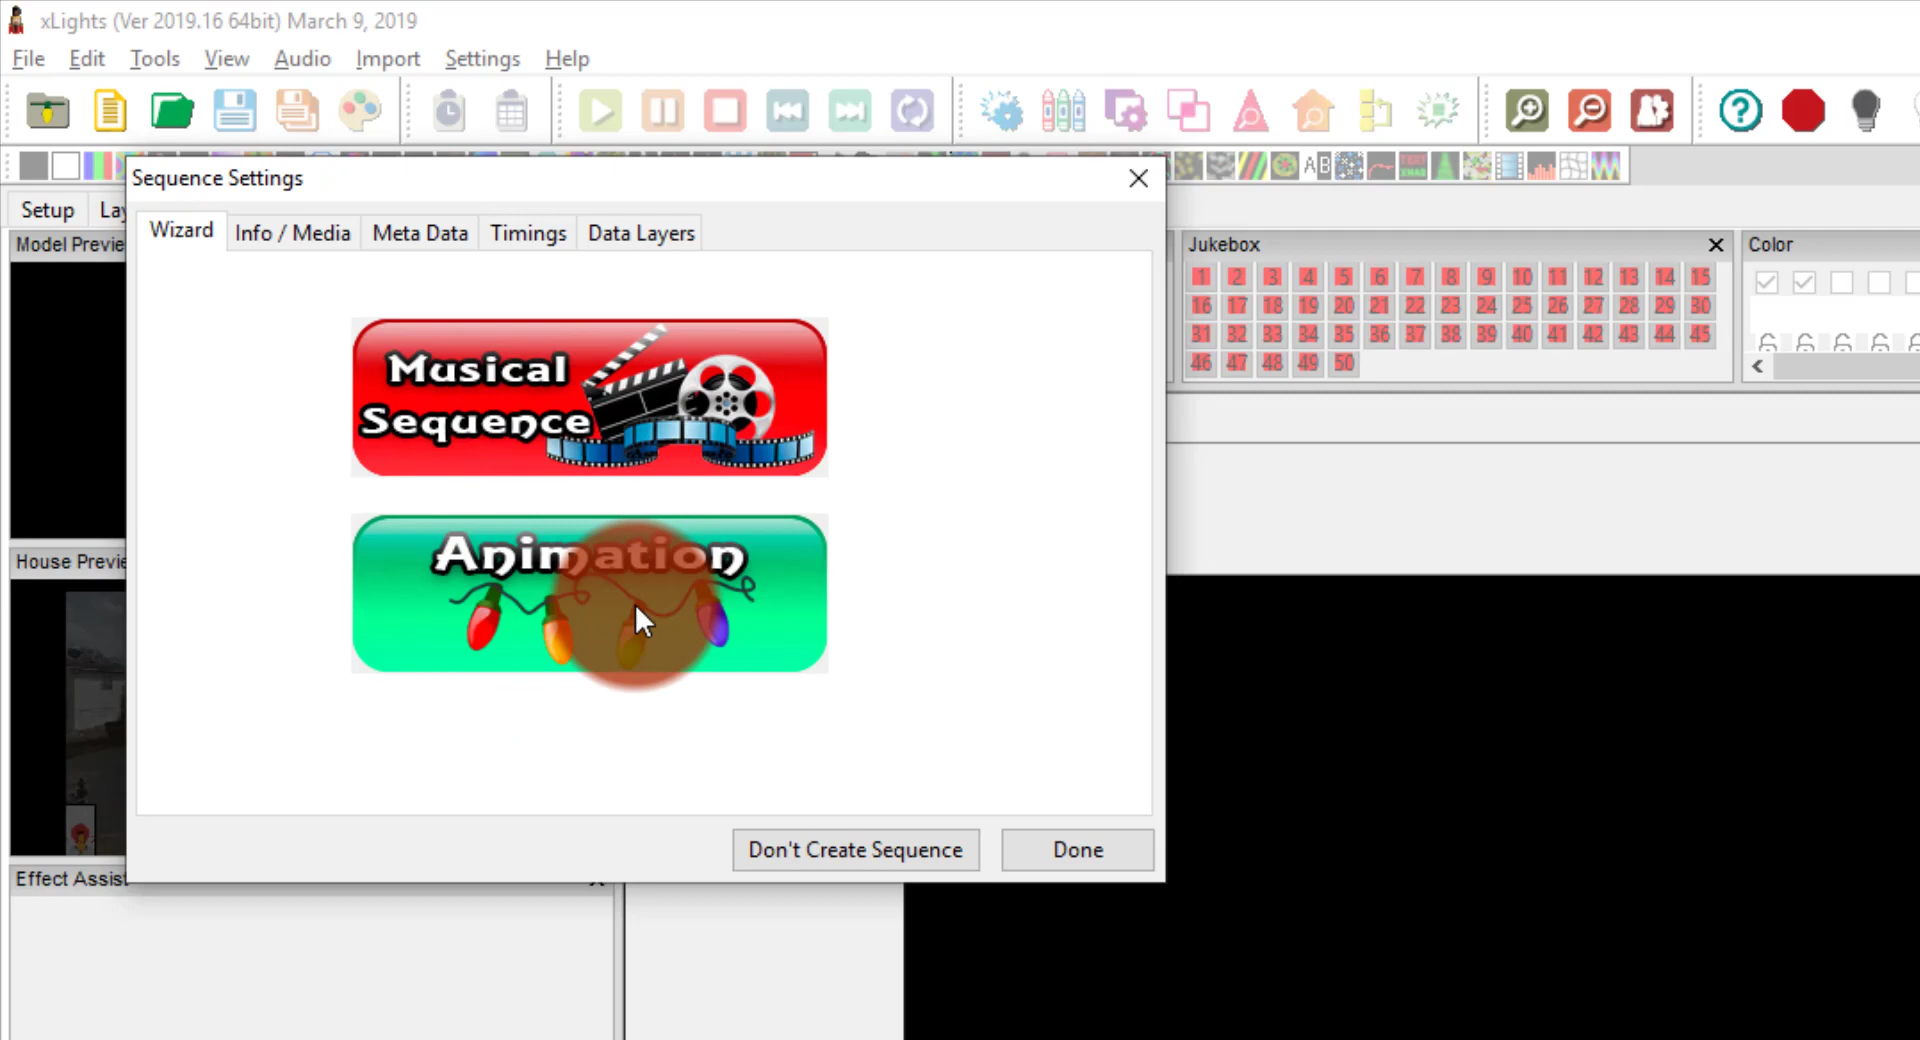 xLights (Ver 2019.16 64bit) March 9, 2019
File Edit Tools View Audio Import Settings Help
AB
Sequence Settings
Setup
Wizard Info / Media Meta Data Timings Data Layers
Model Previe
Jukebox
Color
1 2 3 4 5 6 7 8 9 10 11 12 13 14 15
16 17 18 19 20 21 22 23 24 25 26 27 28 29 30
31 32 33 34 35 36 37 38 39 40 41 42 43 44 45
46 47 48 49 50
Musical
Sequence
Animation
House Previe
Don't Create Sequence Done
Effect Assist